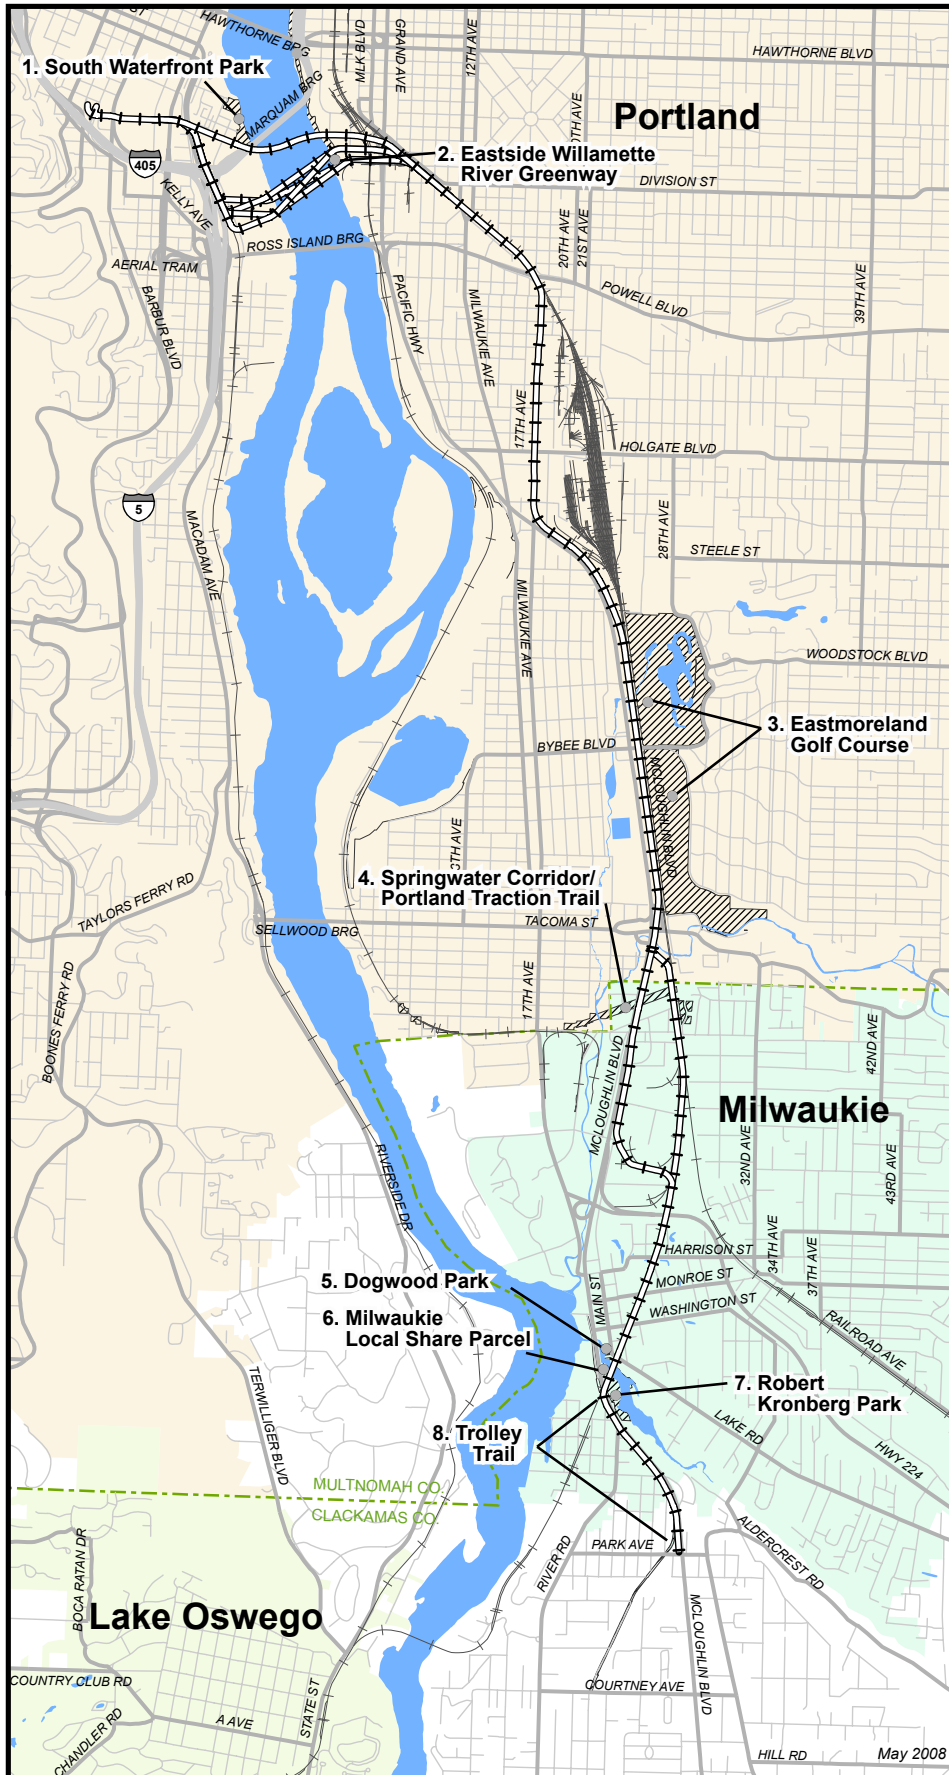 ST
HAWTHORNE BRG
MLK BLVD
GRAND AVE
12TH AVE
HAWTHORNE BLVD
1. South Waterfront Park
MARQUAM BRG
Portland
20TH AVE
405
2. Eastside Willamette
River Greenway
DIVISION ST
KELLY AVE
20TH AVE
21ST AVE
ROSS ISLAND BRG
AERIAL TRAM
BARBUR BLVD
PACIFIC HWY
MILWAUKIE AVE
POWELL BLVD
39TH AVE
17TH AVE
HOLGATE BLVD
5
MACADAM AVE
28TH AVE
STEELE ST
MILWAUKIE AVE
WOODSTOCK BLVD
3. Eastmoreland
Golf Course
BYBEE BLVD
MCLOUGHLIN BLVD
TH AVE
4. Springwater Corridor/
Portland Traction Trail
TAYLORS FERRY RD
TACOMA ST
SELLWOOD BRG
BOONES FERRY RD
17TH AVE
MCLOUGHLIN BLVD
42ND AVE
Milwaukie
32ND AVE
43RD AVE
RIVERSIDE DR
34TH AVE
37TH AVE
HARRISON ST
5. Dogwood Park
MONROE ST
MAIN ST
WASHINGTON ST
6. Milwaukie
Local Share Parcel
RAILROAD AVE
TERWILLIGER BLVD
7. Robert
Kronberg Park
LAKE RD
8. Trolley
Trail
HWY 224
MULTNOMAH CO.
CLACKAMAS CO.
ALDERCREST RD
RIVER RD
PARK AVE
BOCA RATAN DR
Lake Oswego
MCLOUGHLIN BLVD
COUNTRY CLUB RD
COURTNEY AVE
STATE ST
A AVE
CHANDLER RD
HILL RD
May 2008